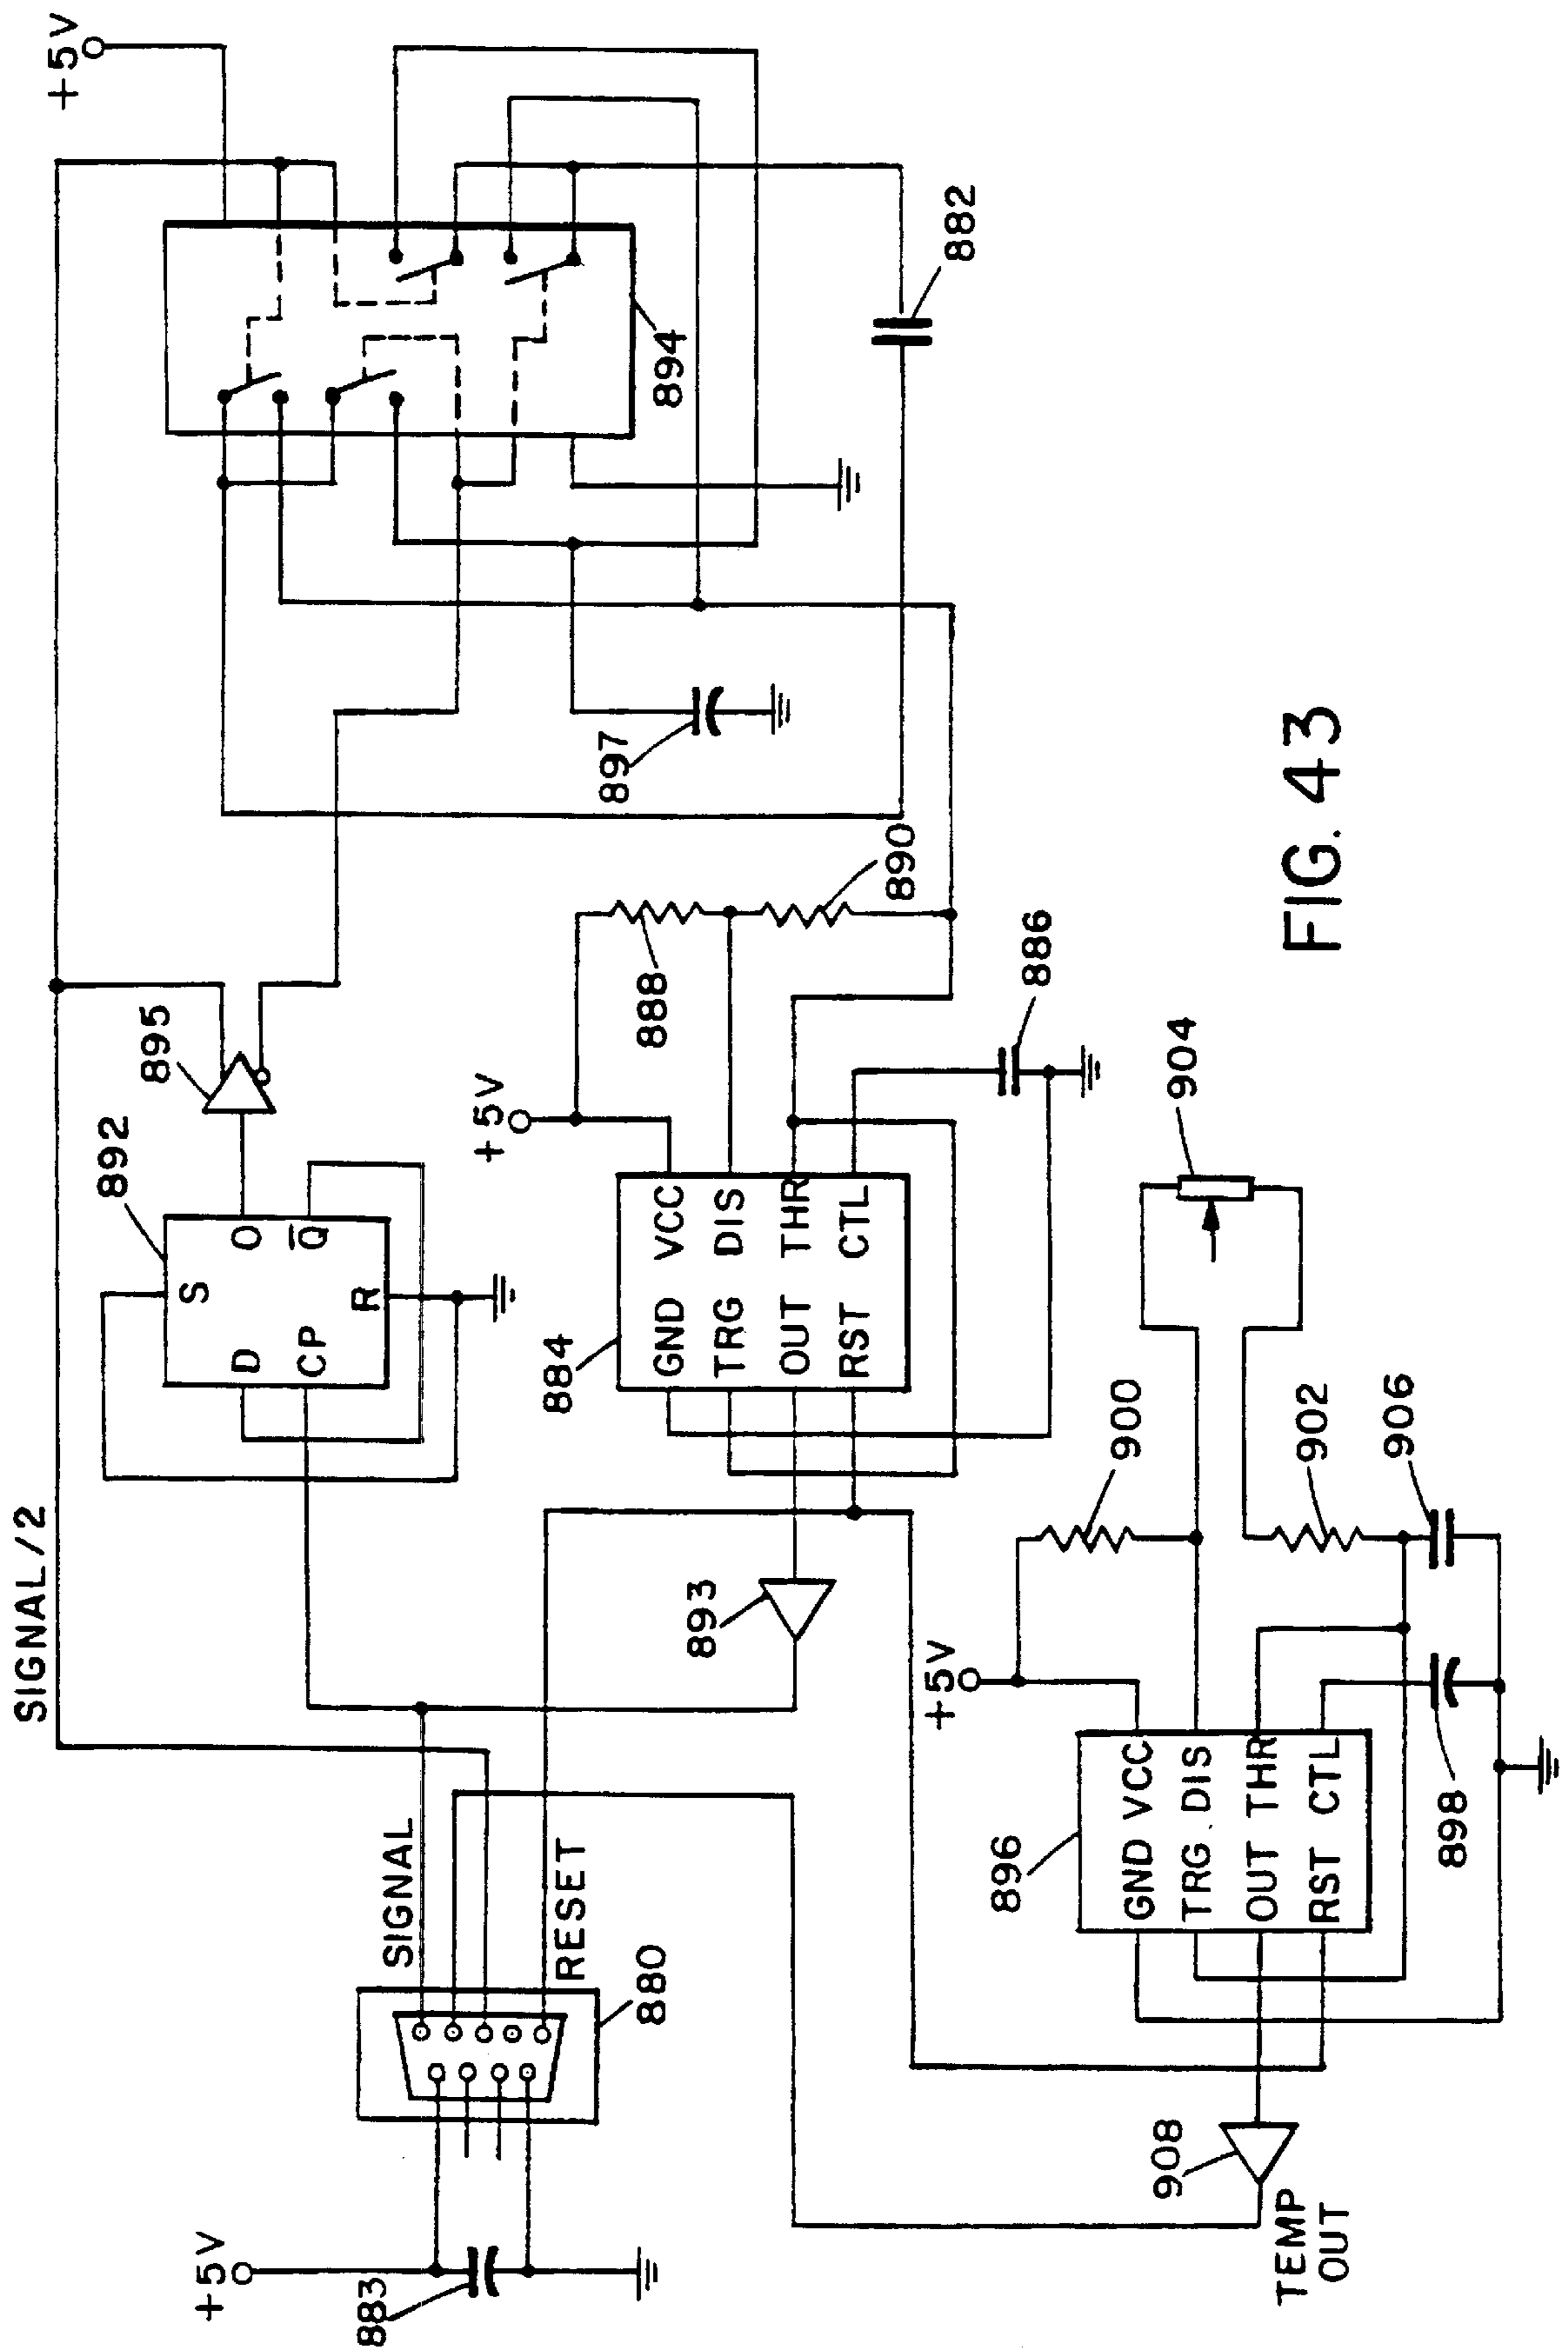 +5V
SIGNAL/2
895
892
S
D
O
CP
Q
R
894
882
897
890
888
886
+5V
884
GND VCC
TRG DIS
OUT THR
RST CTL
893
SIGNAL
RESET
880
+5V
883
904
900
902
906
+5V
896
GND VCC
TRG DIS
OUT THR
RST CTL
898
908
TEMP
OUT
FIG. 43